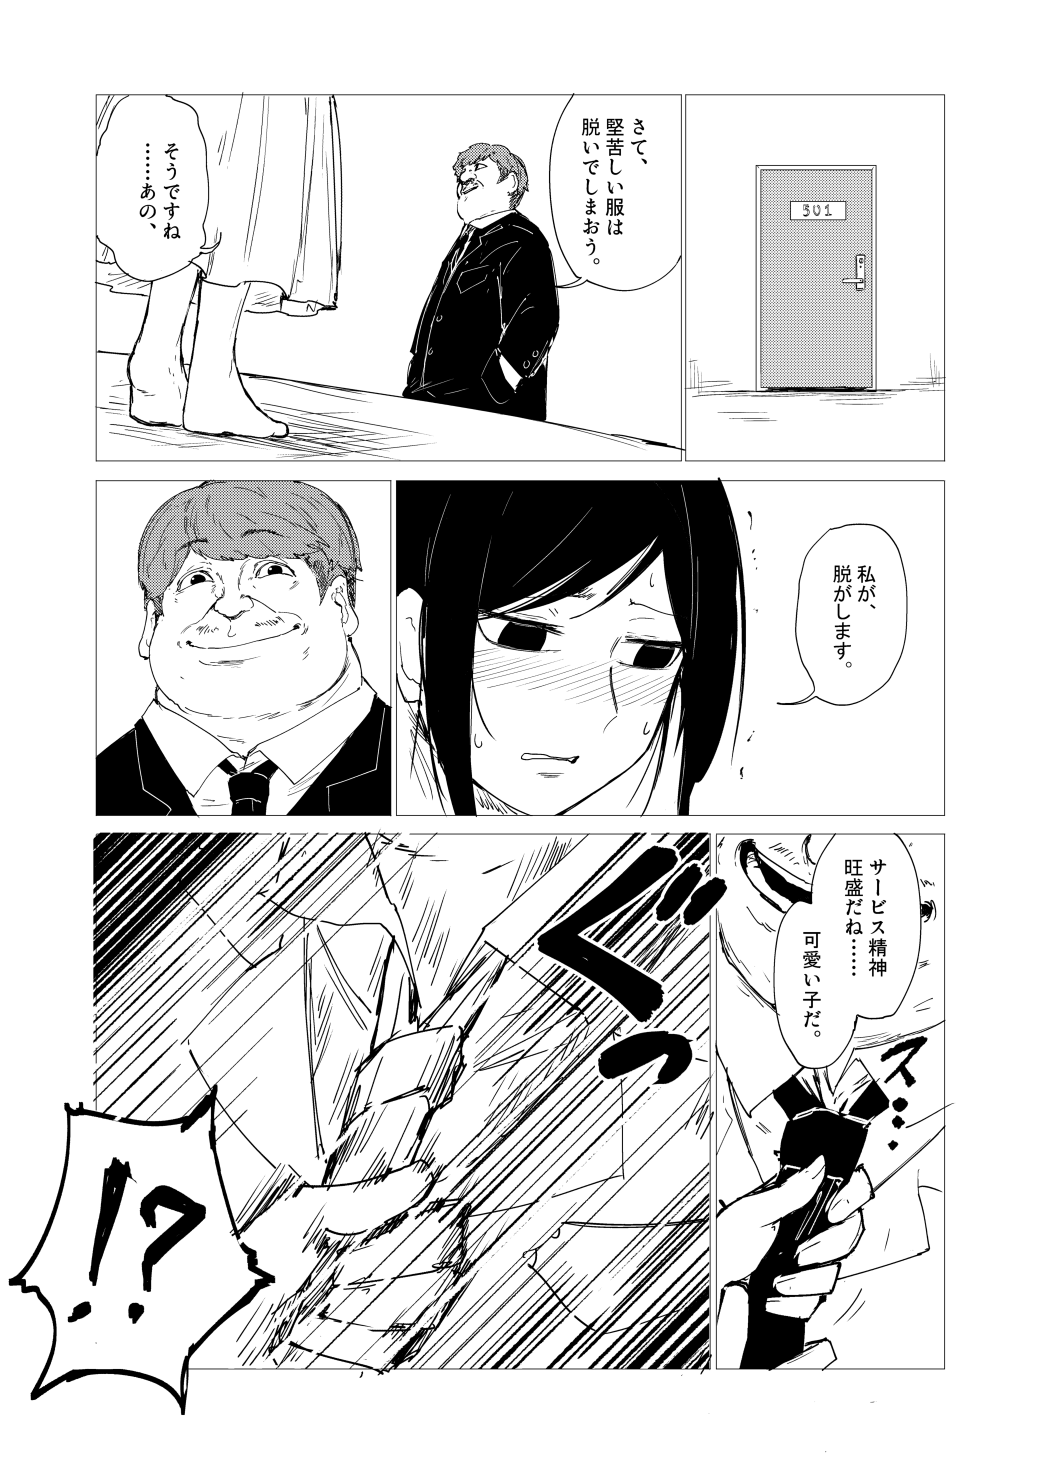 501
さて、
堅苦しい服は
脱いでしまおう。
そうですね
……あの、
私が、
脱がします。
サービス精神
旺盛だね……
可愛い子だ。
ス…
ぐっ
!?